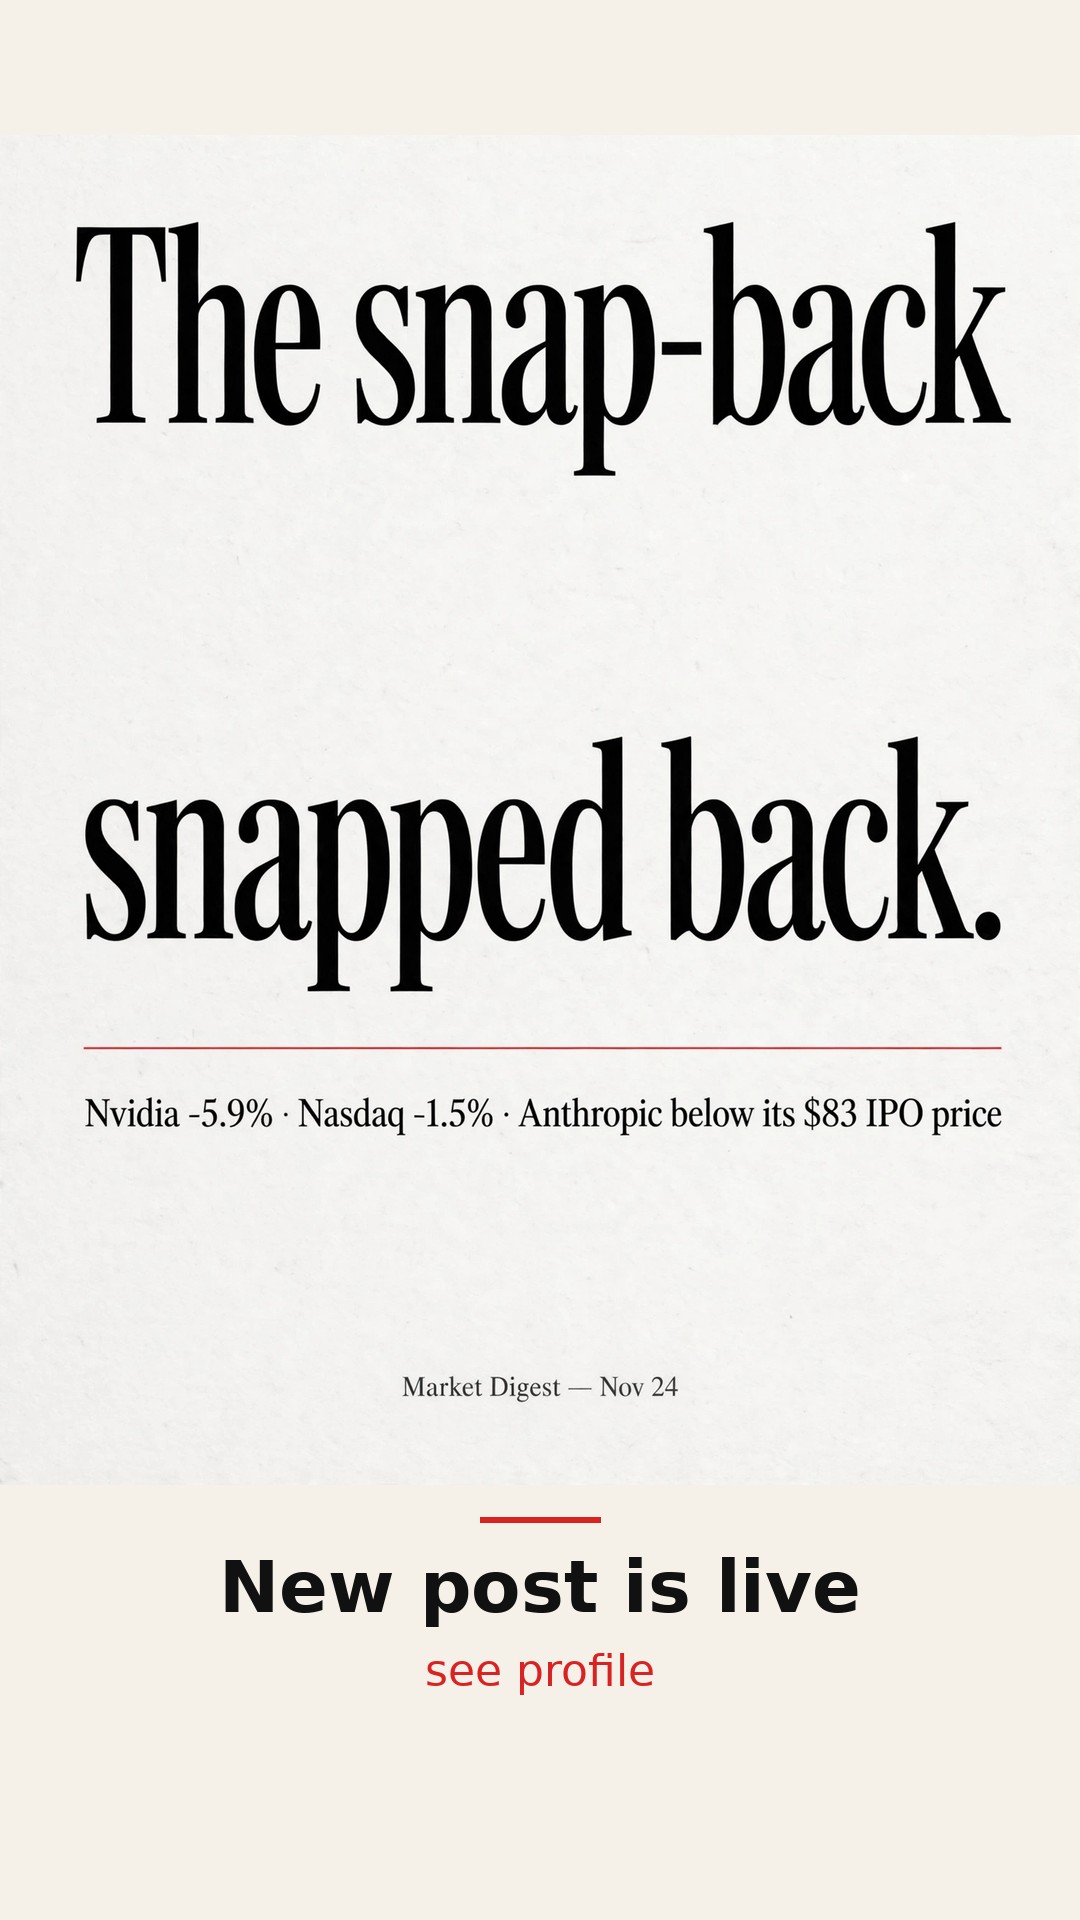 The snap-back
snapped back.
Nvidia -5.9% · Nasdaq -1.5% · Anthropic below its $83 IPO price
Market Digest — Nov 24
New post is live
see profile